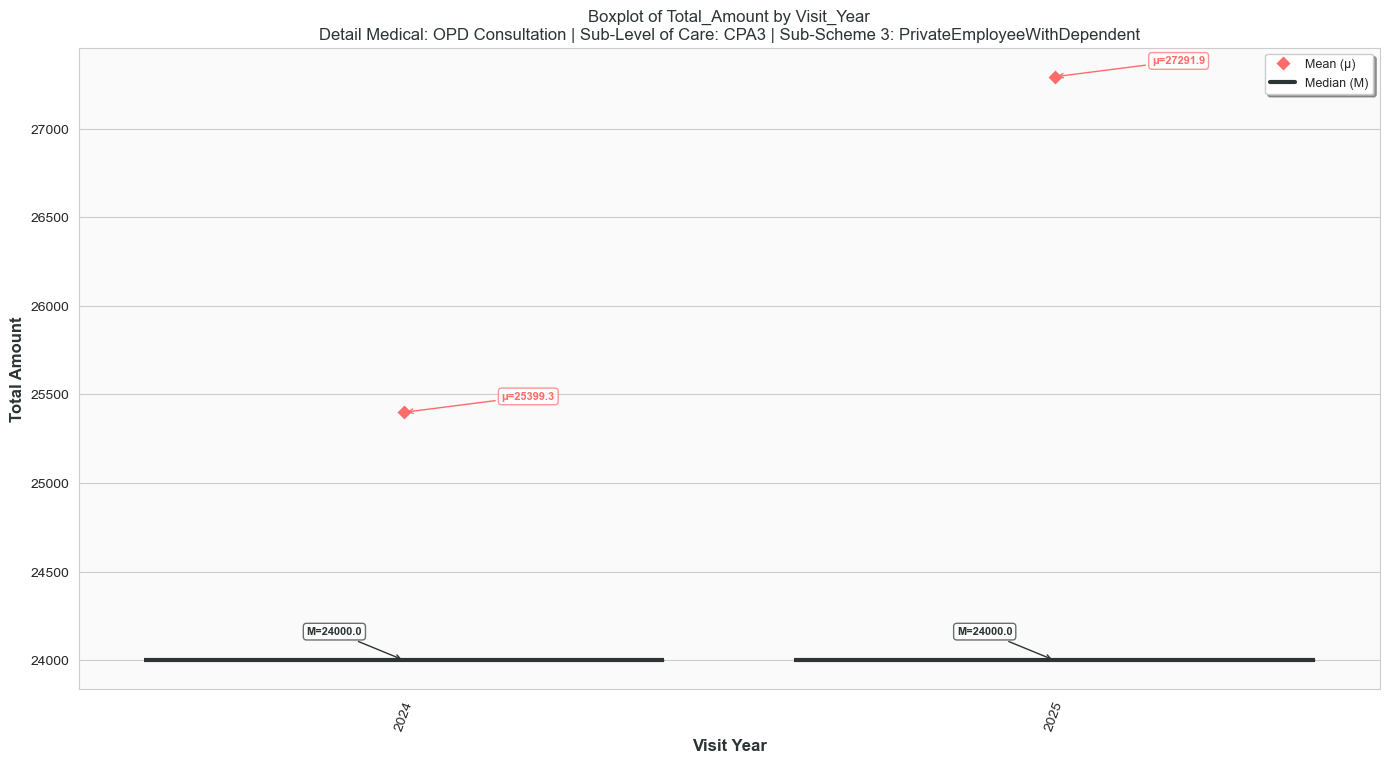 Boxplot of Total_Amount by Visit_Year
Detail Medical: OPD Consultation | Sub-Level of Care: CPA3 | Sub-Scheme 3: PrivateEmployeeWithDependent
μ=27291.9
Mean (μ)
Median (M)
27000
26500
26000
25500
μ=25399.3
25000
24500
M=24000.0
M=24000.0
24000
Total Amount
2024
2025
Visit Year